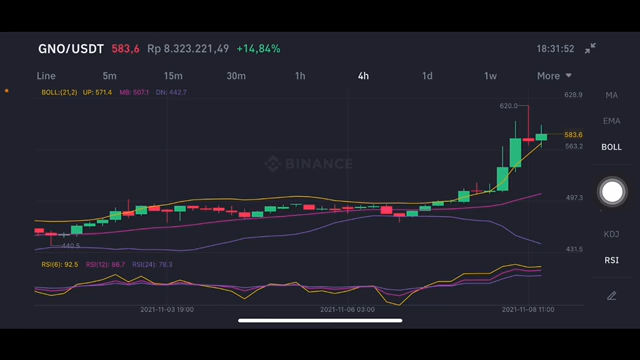 GNO/USDT 583,6 Rp 8.323.221,49 +14,84% 18:31:52
Line 5m 15m 30m 1h 4h 1d 1w More
BOLL:(21,2) UP: 571.4 MB: 507.1 DN: 442.7
628.9
MA
620.0
EMA
583.6
563.2
BOLL
BINANCE
497.3
KDJ
440.5
431.5
RSI(6): 92.5 RSI(12): 86.7 RSI(24): 78.3
RSI
2021-11-03 19:00 2021-11-06 03:00 2021-11-08 11:00